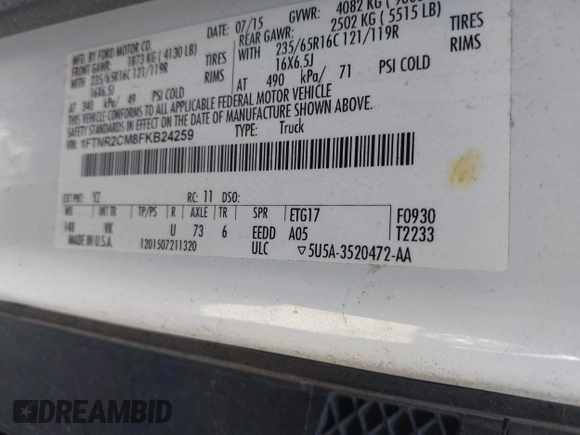 MFD. BY FORD MOTOR CO.
DATE: 07/15 GVWR: 4082 KG
FRONT GAWR: 1873 KG (4130 LB) REAR GAWR: 2502 KG (5515 LB)
WITH 235/65R16C 121/119R TIRES WITH 235/65R16C 121/119R TIRES
16X6.5J RIMS 16X6.5J RIMS
AT 340 kPa/ 49 PSI COLD AT 490 kPa/ 71 PSI COLD
THIS VEHICLE CONFORMS TO ALL APPLICABLE FEDERAL MOTOR VEHICLE
SAFETY STANDARDS IN EFFECT ON THE DATE OF MANUFACTURE SHOWN ABOVE.
VIN: 1FTNR2CM8FKB24259 TYPE: Truck
EXT PNT: YZ RC: 11 DSO:
WB INT TR TP/PS R AXLE TR SPR ETG17 F0930
140 VK U 73 6 EEDD A05 T2233
MADE IN U.S.A. 1201507211320 ULC ▽5U5A-3520472-AA
DREAMBID